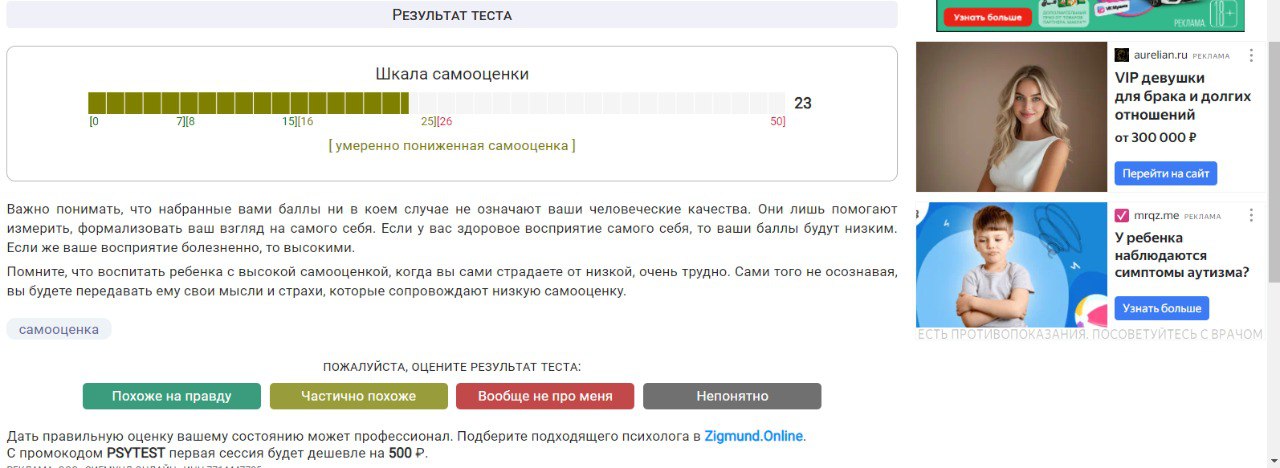 Результат теста
Шкала самооценки
23
[0 7][8 15][16 25][26 50]
[ умеренно пониженная самооценка ]
Важно понимать, что набранные вами баллы ни в коем случае не означают ваши человеческие качества. Они лишь помогают
измерить, формализовать ваш взгляд на самого себя. Если у вас здоровое восприятие самого себя, то ваши баллы будут низким.
Если же ваше восприятие болезненно, то высокими.
Помните, что воспитать ребенка с высокой самооценкой, когда вы сами страдаете от низкой, очень трудно. Сами того не осознавая,
вы будете передавать ему свои мысли и страхи, которые сопровождают низкую самооценку.
самооценка
ПОЖАЛУЙСТА, ОЦЕНИТЕ РЕЗУЛЬТАТ ТЕСТА:
Похоже на правду
Частично похоже
Вообще не про меня
Непонятно
Дать правильную оценку вашему состоянию может профессионал. Подберите подходящего психолога в Zigmund.Online.
С промокодом PSYTEST первая сессия будет дешевле на 500 ₽.
Узнать больше
РЕКЛАМА
18+
aurelian.ru РЕКЛАМА
VIP девушки
для брака и долгих
отношений
от 300 000 ₽
Перейти на сайт
mrqz.me РЕКЛАМА
У ребенка
наблюдаются
симптомы аутизма?
Узнать больше
ЕСТЬ ПРОТИВОПОКАЗАНИЯ. ПОСОВЕТУЙТЕСЬ С ВРАЧОМ